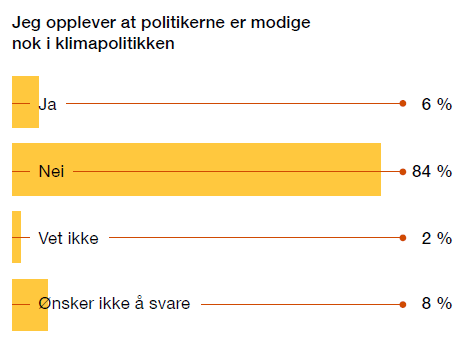 Jeg opplever at politikerne er modige
nok i klimapolitikken
Ja 6 %
Nei 84 %
Vet ikke 2 %
Ønsker ikke å svare 8 %